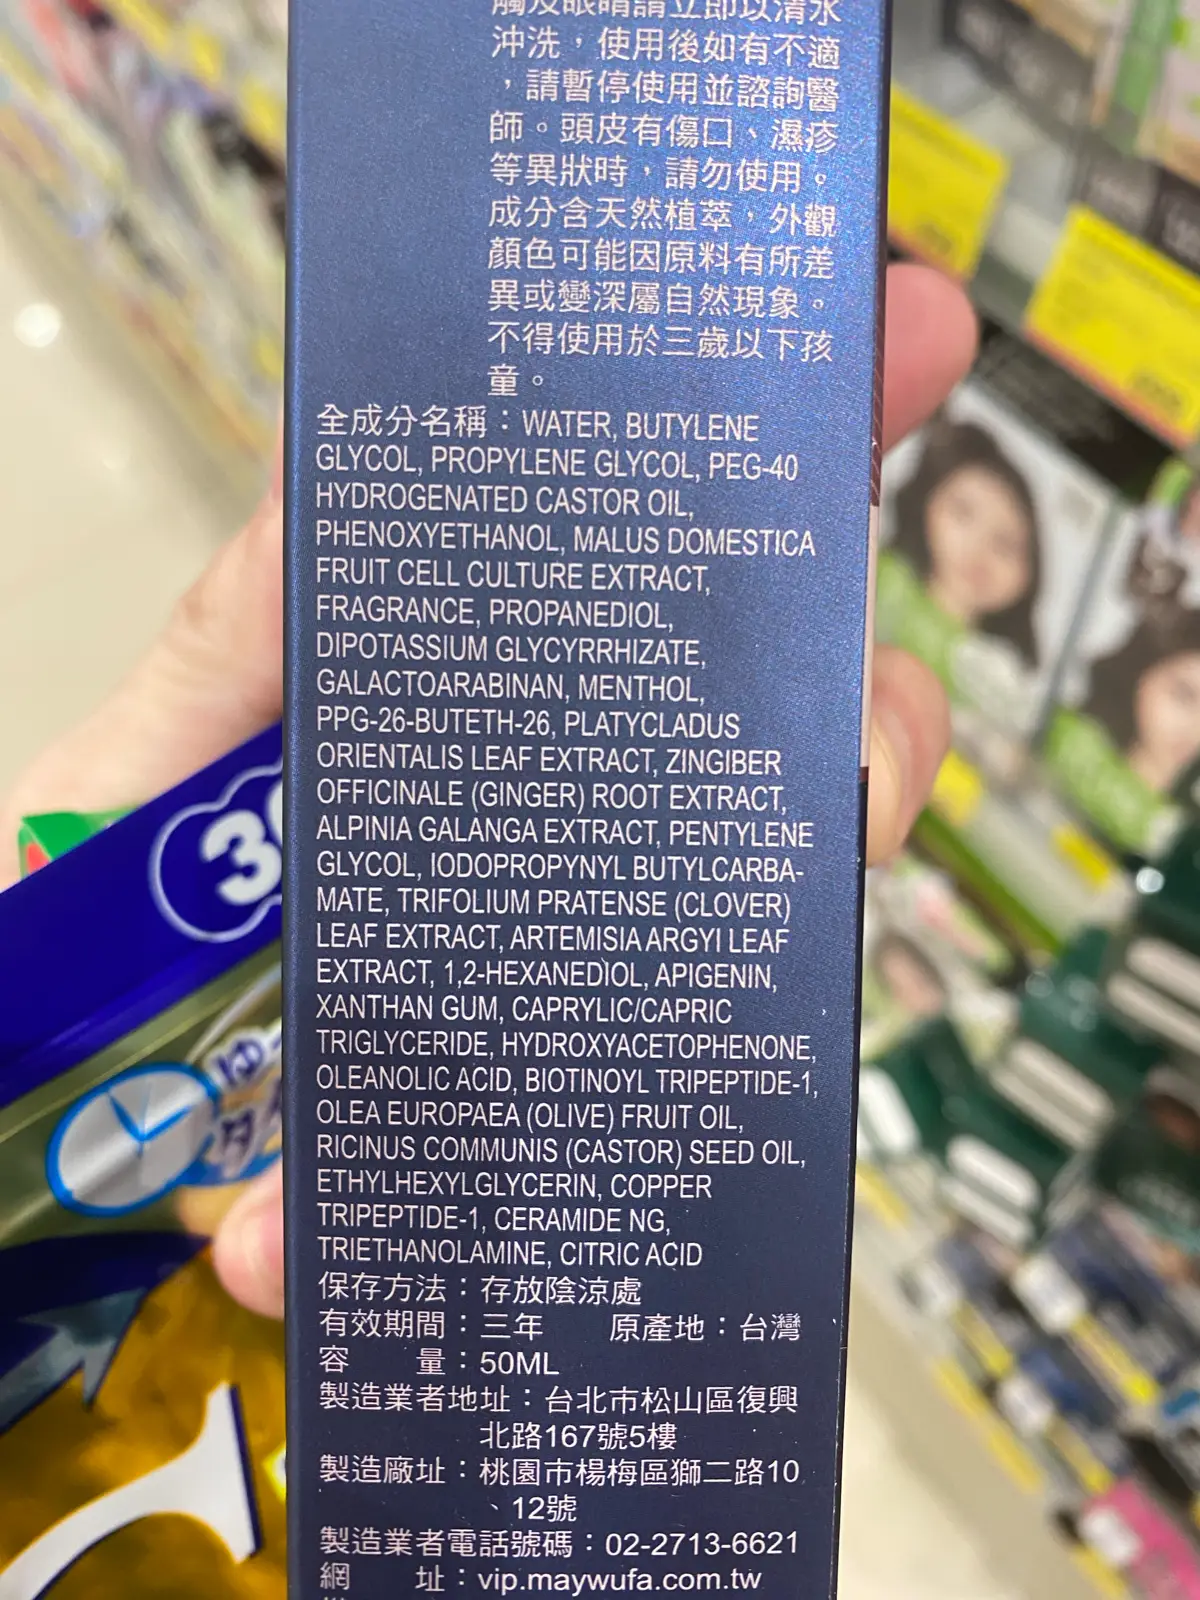 觸及眼睛請立即以清水
沖洗，使用後如有不適
，請暫停使用並諮詢醫
師。頭皮有傷口、濕疹
等異狀時，請勿使用。
成分含天然植萃，外觀
顏色可能因原料有所差
異或變深屬自然現象。
不得使用於三歲以下孩
童。
全成分名稱：WATER, BUTYLENE
GLYCOL, PROPYLENE GLYCOL, PEG-40
HYDROGENATED CASTOR OIL,
PHENOXYETHANOL, MALUS DOMESTICA
FRUIT CELL CULTURE EXTRACT,
FRAGRANCE, PROPANEDIOL,
DIPOTASSIUM GLYCYRRHIZATE,
GALACTOARABINAN, MENTHOL,
PPG-26-BUTETH-26, PLATYCLADUS
ORIENTALIS LEAF EXTRACT, ZINGIBER
OFFICINALE (GINGER) ROOT EXTRACT,
ALPINIA GALANGA EXTRACT, PENTYLENE
GLYCOL, IODOPROPYNYL BUTYLCARBA-
MATE, TRIFOLIUM PRATENSE (CLOVER)
LEAF EXTRACT, ARTEMISIA ARGYI LEAF
EXTRACT, 1,2-HEXANEDIOL, APIGENIN,
XANTHAN GUM, CAPRYLIC/CAPRIC
TRIGLYCERIDE, HYDROXYACETOPHENONE,
OLEANOLIC ACID, BIOTINOYL TRIPEPTIDE-1,
OLEA EUROPAEA (OLIVE) FRUIT OIL,
RICINUS COMMUNIS (CASTOR) SEED OIL,
ETHYLHEXYLGLYCERIN, COPPER
TRIPEPTIDE-1, CERAMIDE NG,
TRIETHANOLAMINE, CITRIC ACID
保存方法：存放陰涼處
有效期間：三年 原產地：台灣
容 量：50ML
製造業者地址：台北市松山區復興
北路167號5樓
製造廠址：桃園市楊梅區獅二路10
、12號
製造業者電話號碼：02-2713-6621
網 址：vip.maywufa.com.tw